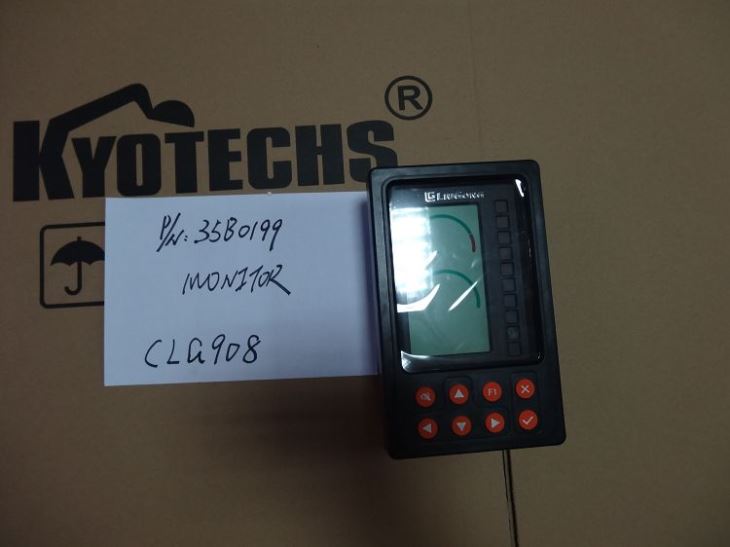 KYOTECHS®
P/N: 35B0199
MONITOR
CLG908
LIUGONG
F1